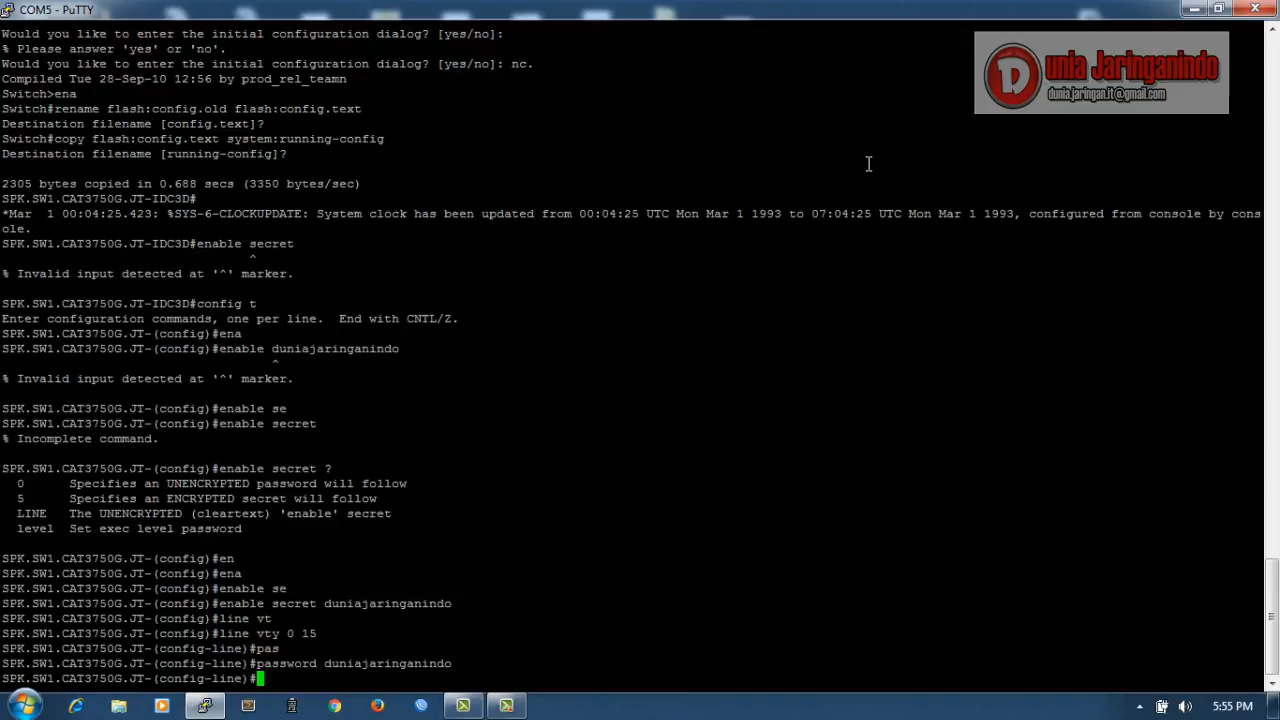 COM5 - PuTTY
Would you like to enter the initial configuration dialog? [yes/no]:
% Please answer 'yes' or 'no'.
Would you like to enter the initial configuration dialog? [yes/no]: nc.
Compiled Tue 28-Sep-10 12:56 by prod_rel_teamn
Switch>ena
Switch#rename flash:config.old flash:config.text
Destination filename [config.text]?
Switch#copy flash:config.text system:running-config
Destination filename [running-config]?
2305 bytes copied in 0.688 secs (3350 bytes/sec)
SPK.SW1.CAT3750G.JT-IDC3D#
*Mar  1 00:04:25.423: %SYS-6-CLOCKUPDATE: System clock has been updated from 00:04:25 UTC Mon Mar 1 1993 to 07:04:25 UTC Mon Mar 1 1993, configured from console by cons
ole.
SPK.SW1.CAT3750G.JT-IDC3D#enable secret
^
% Invalid input detected at '^' marker.
SPK.SW1.CAT3750G.JT-IDC3D#config t
Enter configuration commands, one per line.  End with CNTL/Z.
SPK.SW1.CAT3750G.JT-(config)#ena
SPK.SW1.CAT3750G.JT-(config)#enable duniajaringanindo
^
% Invalid input detected at '^' marker.
SPK.SW1.CAT3750G.JT-(config)#enable se
SPK.SW1.CAT3750G.JT-(config)#enable secret
% Incomplete command.
SPK.SW1.CAT3750G.JT-(config)#enable secret ?
0      Specifies an UNENCRYPTED password will follow
5      Specifies an ENCRYPTED secret will follow
LINE   The UNENCRYPTED (cleartext) 'enable' secret
level  Set exec level password
SPK.SW1.CAT3750G.JT-(config)#en
SPK.SW1.CAT3750G.JT-(config)#ena
SPK.SW1.CAT3750G.JT-(config)#enable se
SPK.SW1.CAT3750G.JT-(config)#enable secret duniajaringanindo
SPK.SW1.CAT3750G.JT-(config)#line vt
SPK.SW1.CAT3750G.JT-(config)#line vty 0 15
SPK.SW1.CAT3750G.JT-(config-line)#pas
SPK.SW1.CAT3750G.JT-(config-line)#password duniajaringanindo
SPK.SW1.CAT3750G.JT-(config-line)#
Dunia Jaringanindo
dunia.jaringan.it@gmail.com
5:55 PM